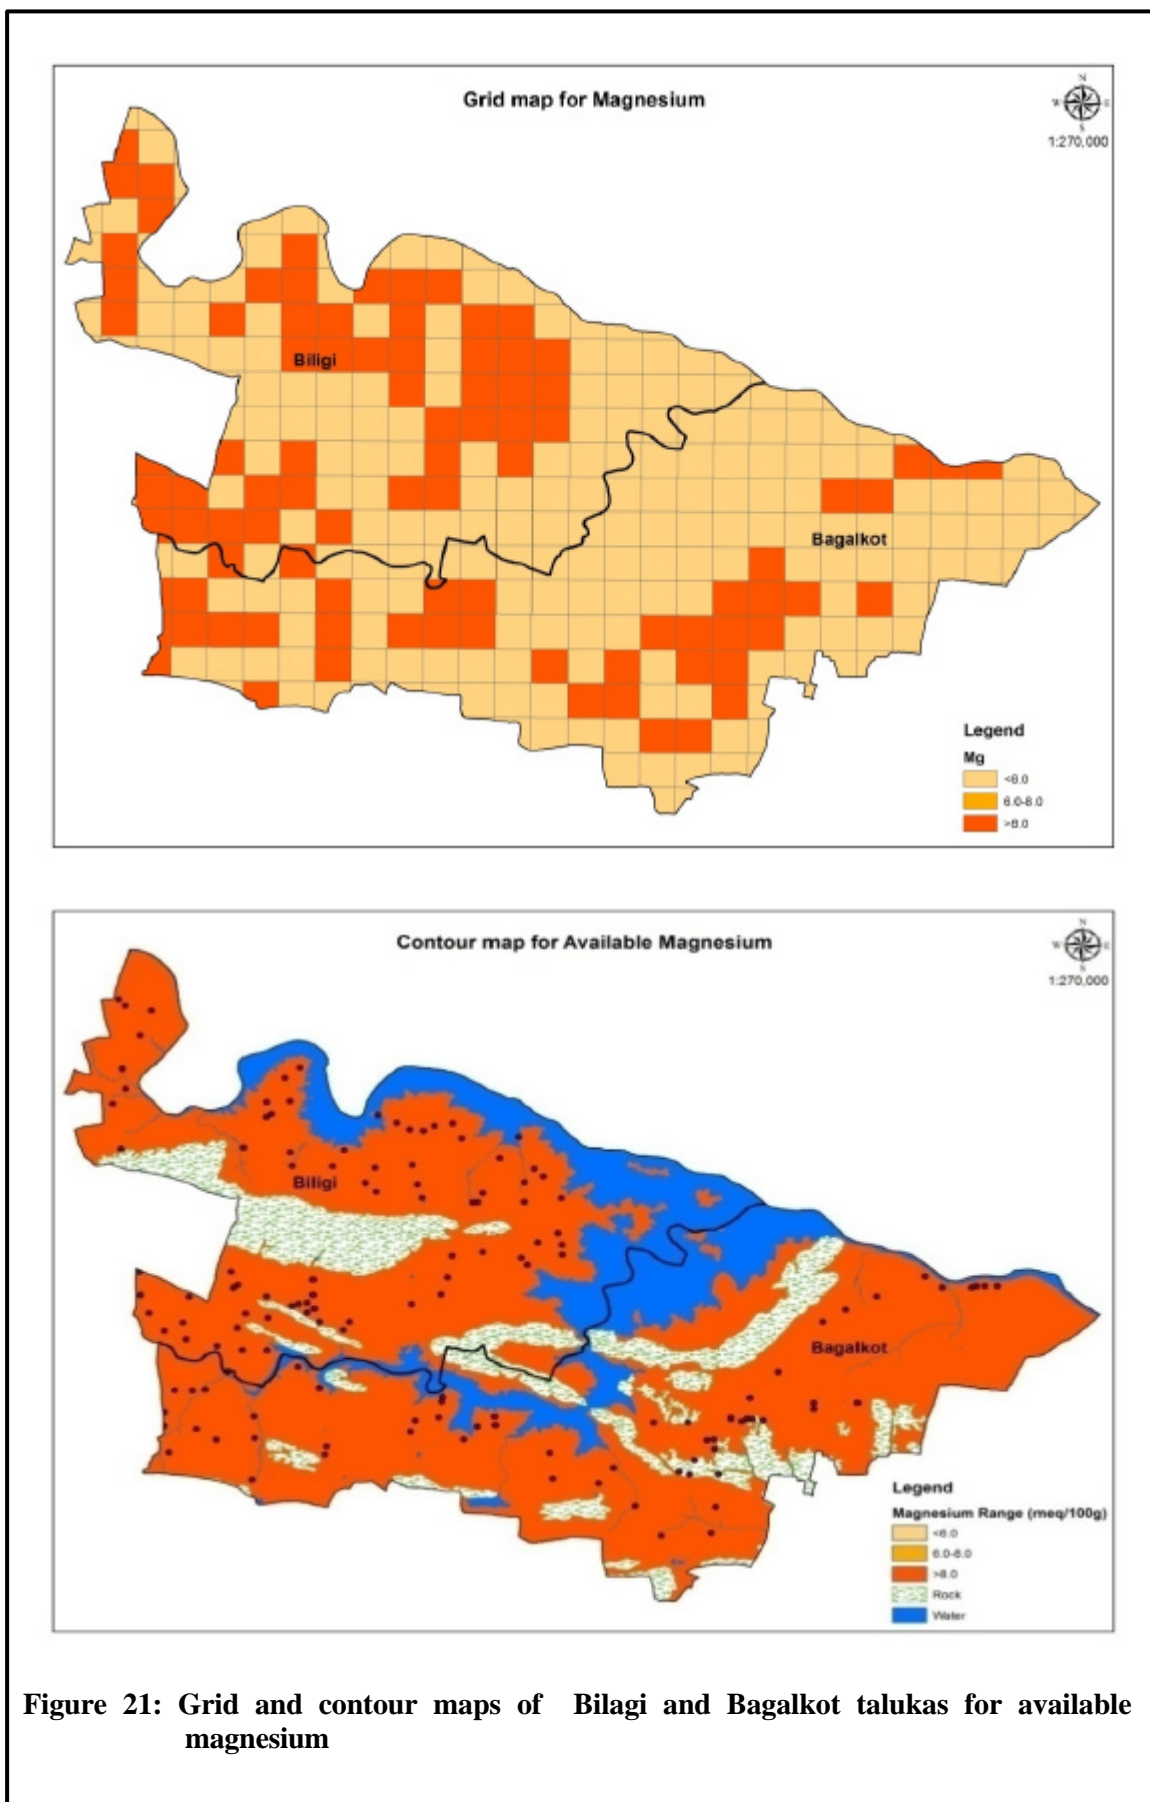 Grid map for Magnesium
N
W E
S
1:270,000
Biligi
Bagalkot
Legend
Mg
<6.0
6.0-8.0
>8.0
Contour map for Available Magnesium
N
W E
S
1:270,000
Biligi
Bagalkot
Legend
Magnesium Range (meq/100g)
<6.0
6.0-8.0
>8.0
Rock
Water
Figure 21: Grid and contour maps of Bilagi and Bagalkot talukas for available
magnesium